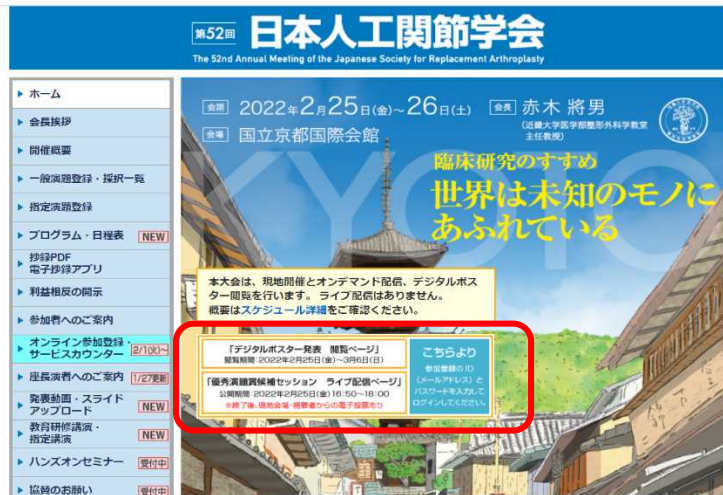 第52回 日本人工関節学会
The 52nd Annual Meeting of the Japanese Society for Replacement Arthroplasty
ホーム
会長挨拶
開催概要
一般演題登録・採択一覧
指定演題登録
プログラム・日程表 NEW
抄録PDF
電子抄録アプリ
利益相反の開示
参加者へのご案内
オンライン参加登録・
サービスカウンター 2/1(火)~
座長演者へのご案内 1/27更新
発表動画・スライド
アップロード NEW
教育研修講演・
指定講演 NEW
ハンズオンセミナー 受付中
協賛のお願い 受付中
会期 2022年2月25日(金)~26日(土) 会長 赤木 將男
(近畿大学医学部整形外科学教室
主任教授)
会場 国立京都国際会館
KYOTO
臨床研究のすすめ
世界は未知のモノに
あふれている
本大会は、現地開催とオンデマンド配信、デジタルポス
ター閲覧を行います。ライブ配信はありません。
概要はスケジュール詳細をご確認ください。
「デジタルポスター発表 閲覧ページ」
閲覧期間:2022年2月25日(金)~3月6日(日)
「優秀演題賞候補セッション ライブ配信ページ」
公開期間:2022年2月25日(金)16:50~18:00
※終了後、現地会場・視聴者からの電子投票あり
こちらより
参加登録の ID
(メールアドレス)と
パスワードを入力して
ログインしてください。